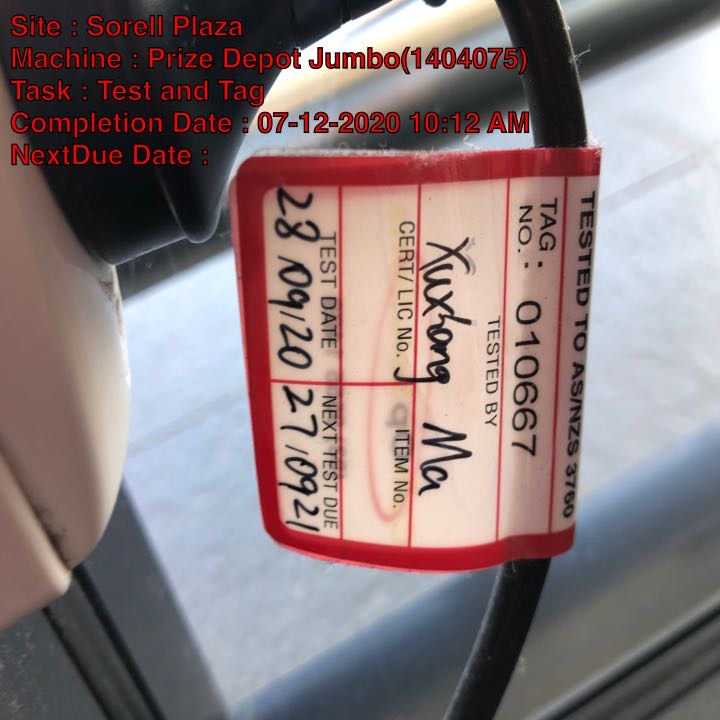 Site : Sorell Plaza
Machine : Prize Depot Jumbo(1404075)
Task : Test and Tag
Completion Date : 07-12-2020 10:12 AM
NextDue Date :
TESTED TO AS/NZS 3760
TAG NO. : 010667
TESTED BY
Xuxhang Ma
CERT/ LIC No. ITEM No.
TEST DATE NEXT TEST DUE
28/09/20 27/09/21